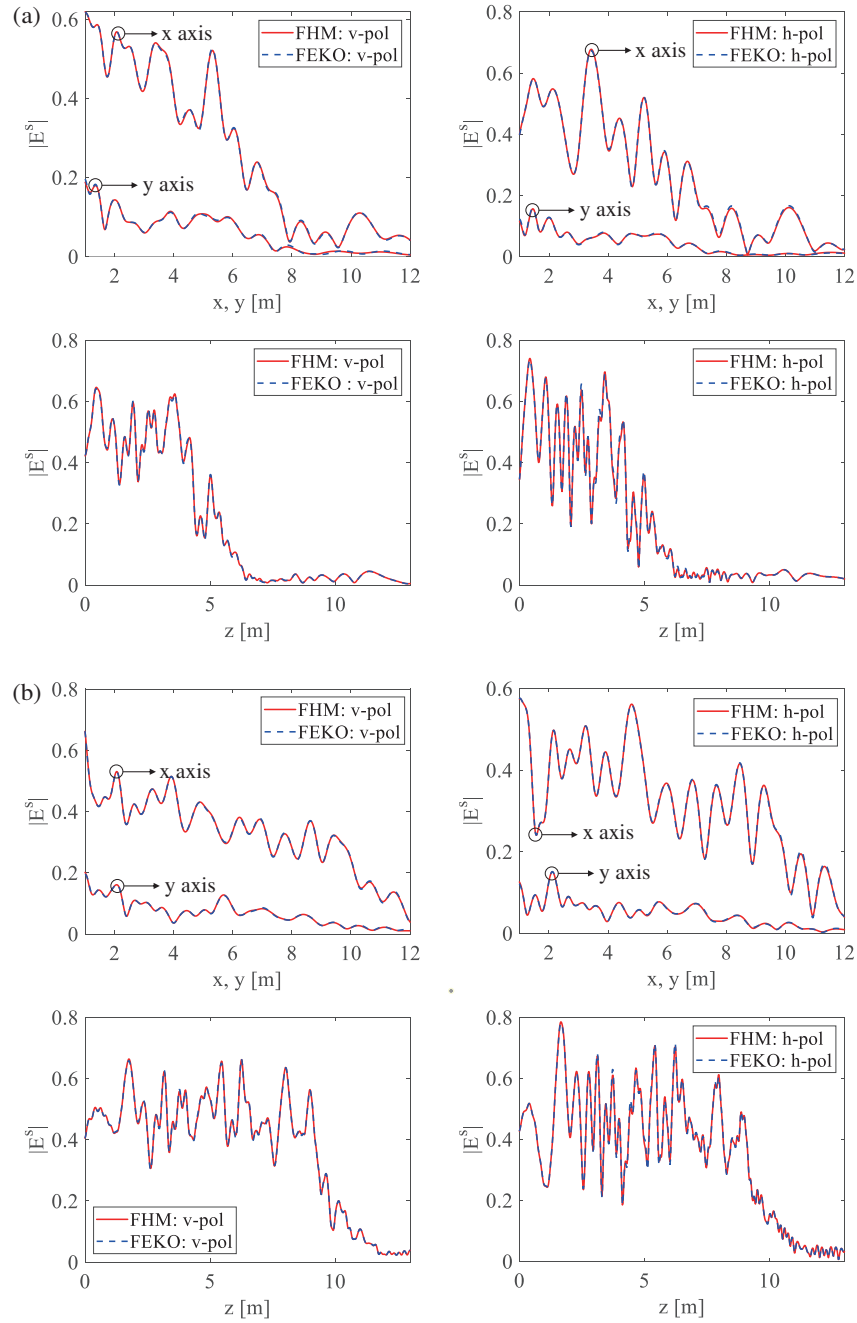 (a)
0.6
0.4
0.2
0
|E^s|
x axis
y axis
FHM: v-pol
FEKO: v-pol
2 4 6 8 10 12
x, y [m]
0.8
0.6
0.4
0.2
0
|E^s|
x axis
y axis
FHM: h-pol
FEKO: h-pol
2 4 6 8 10 12
x, y [m]
0.8
0.6
0.4
0.2
0
|E^s|
FHM: v-pol
FEKO : v-pol
0 5 10
z [m]
0.8
0.6
0.4
0.2
0
|E^s|
FHM: h-pol
FEKO: h-pol
0 5 10
z [m]
(b)
0.8
0.6
0.4
0.2
0
|E^s|
x axis
y axis
FHM: v-pol
FEKO: v-pol
2 4 6 8 10 12
x, y [m]
0.6
0.4
0.2
0
|E^s|
x axis
y axis
FHM: h-pol
FEKO: h-pol
2 4 6 8 10 12
x, y [m]
0.8
0.6
0.4
0.2
0
|E^s|
FHM: v-pol
FEKO: v-pol
0 5 10
z [m]
0.8
0.6
0.4
0.2
0
|E^s|
FHM: h-pol
FEKO: h-pol
0 5 10
z [m]